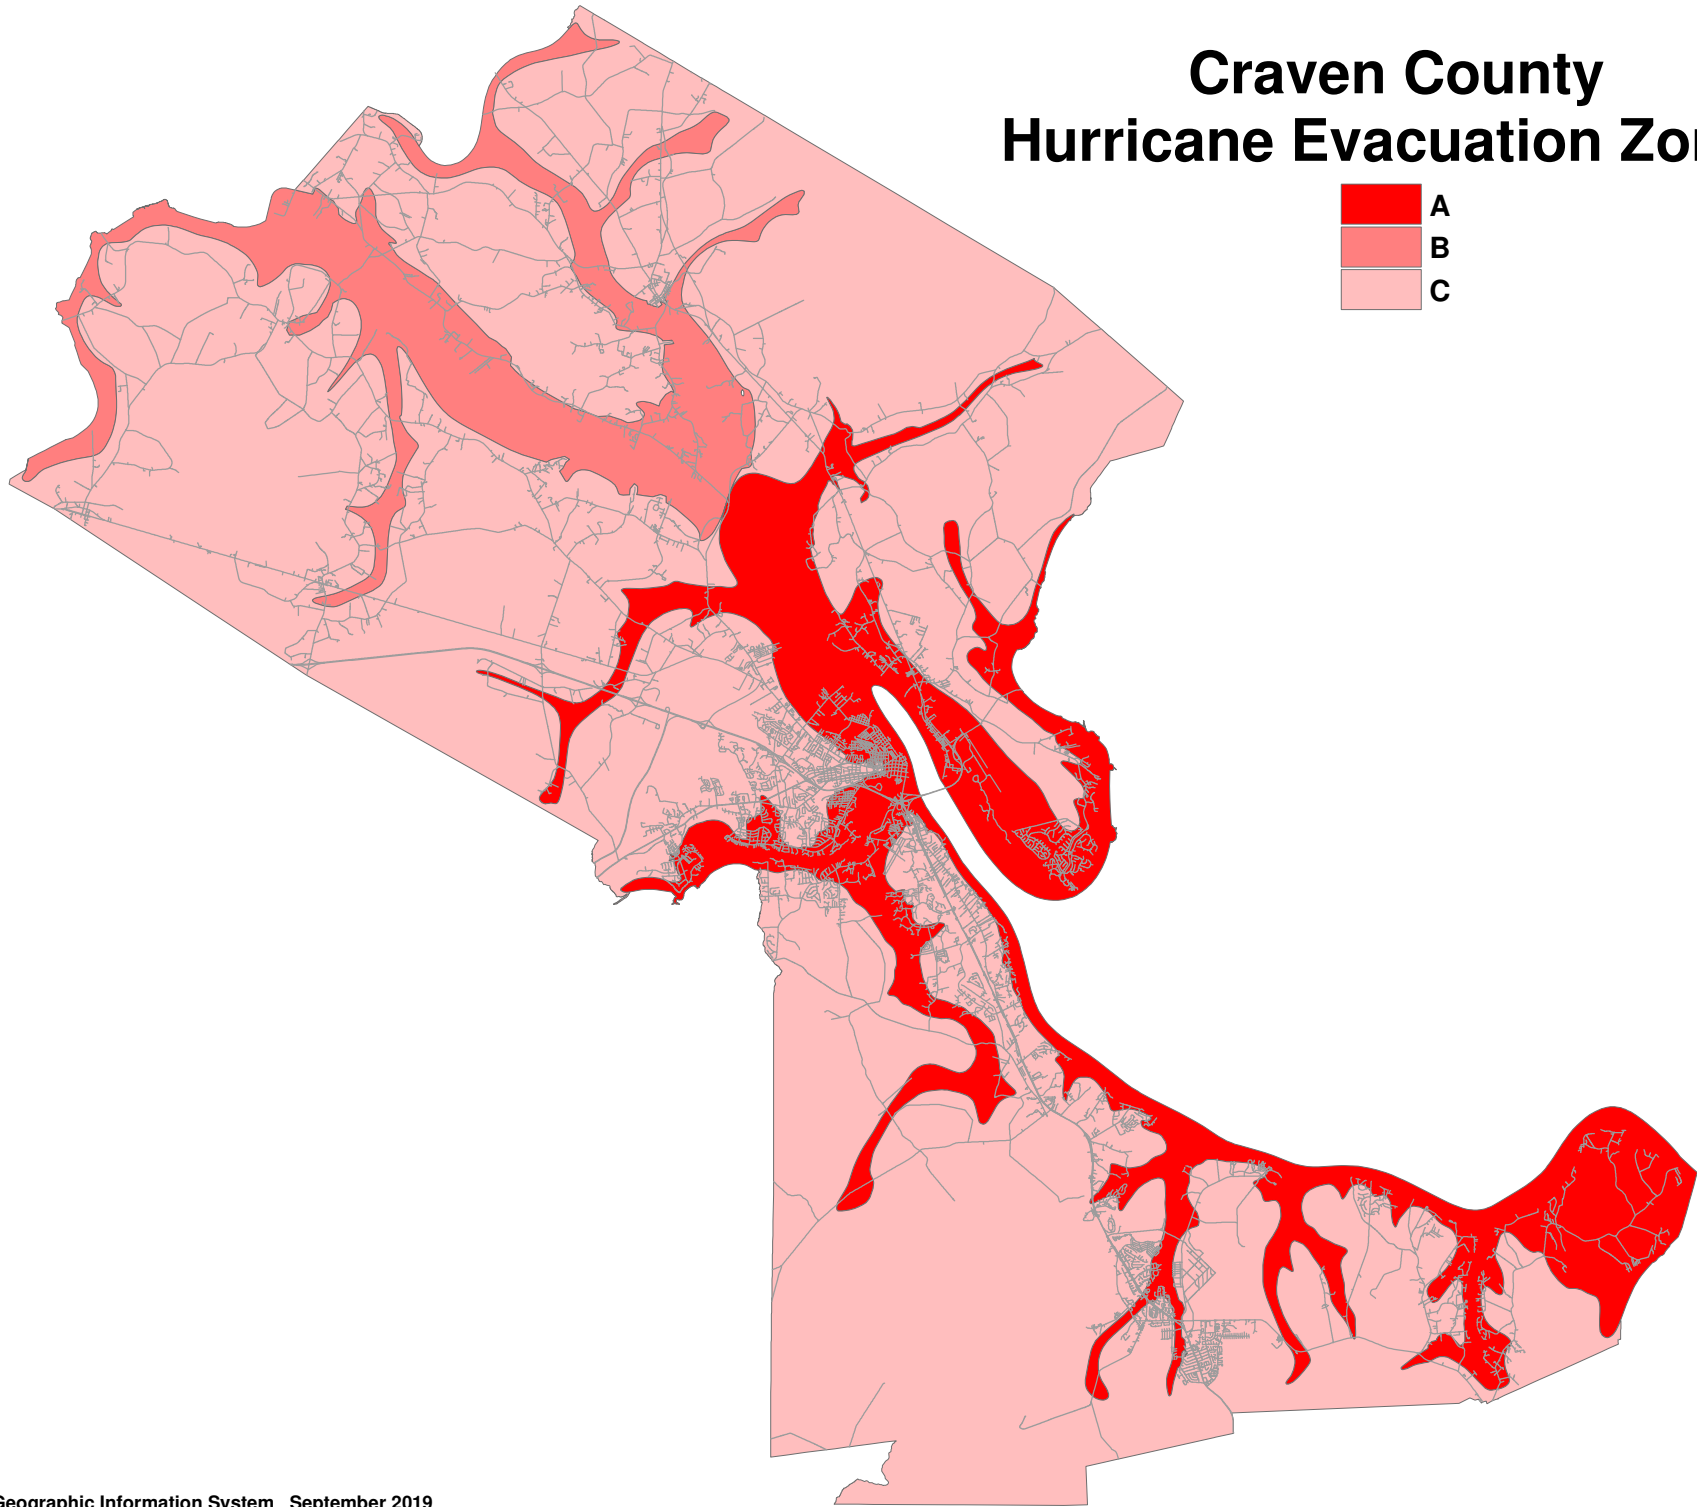 Craven County
Hurricane Evacuation Zo
A
B
C
Geographic Information System, September 2019